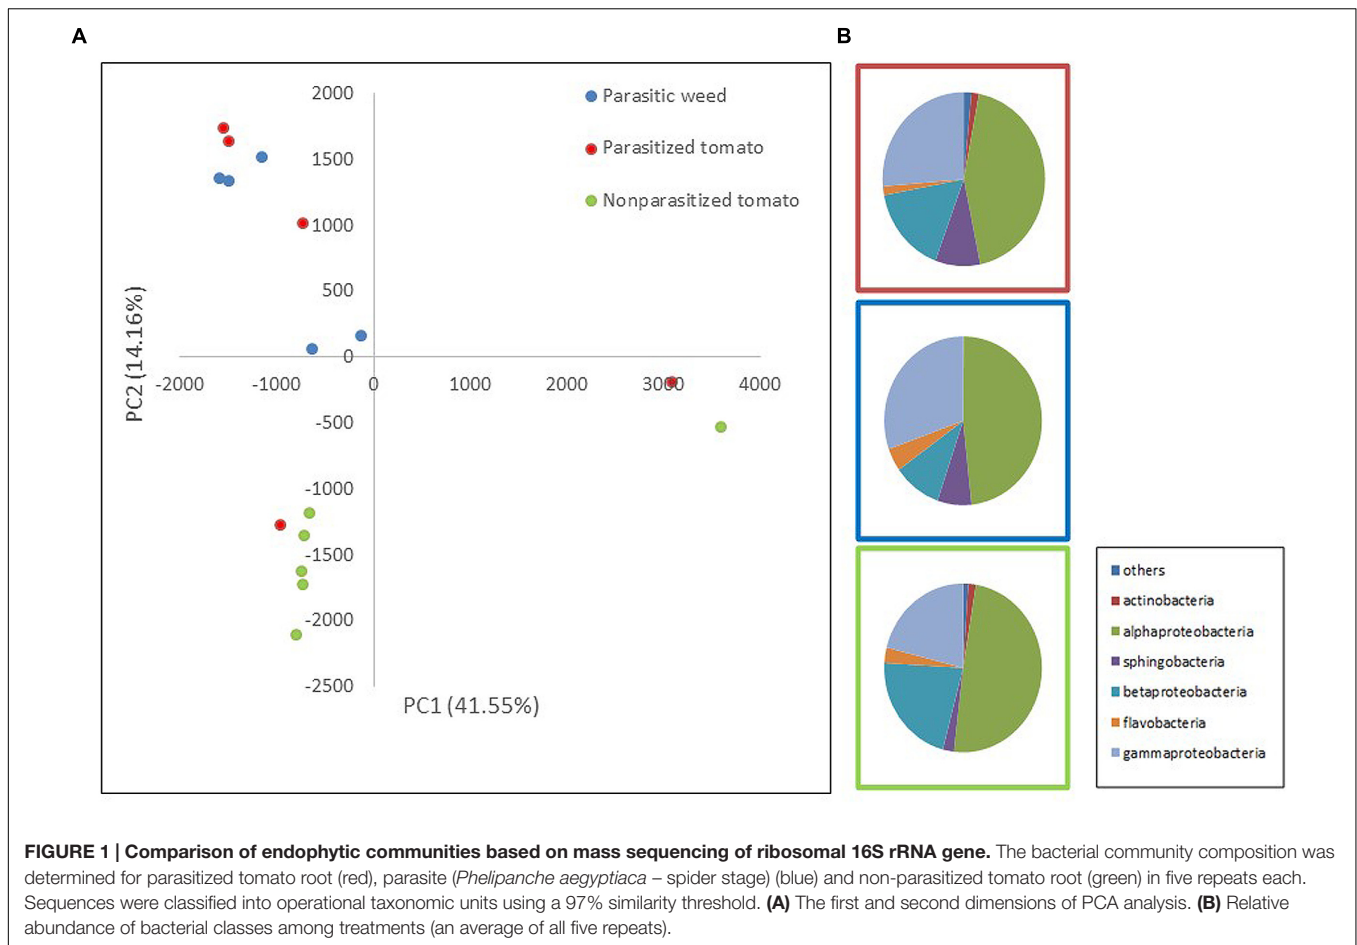 A
B
2000
Parasitic weed
1500
Parasitized tomato
1000
Nonparasitized tomato
500
0
-2000 -1000 0 1000 2000 3000 4000
PC2 (14.16%)
-500
-1000
-1500
-2000
-2500
PC1 (41.55%)
others
actinobacteria
alphaproteobacteria
sphingobacteria
betaproteobacteria
flavobacteria
gammaproteobacteria
FIGURE 1 | Comparison of endophytic communities based on mass sequencing of ribosomal 16S rRNA gene. The bacterial community composition was
determined for parasitized tomato root (red), parasite (Phelipanche aegyptiaca – spider stage) (blue) and non-parasitized tomato root (green) in five repeats each.
Sequences were classified into operational taxonomic units using a 97% similarity threshold. (A) The first and second dimensions of PCA analysis. (B) Relative
abundance of bacterial classes among treatments (an average of all five repeats).